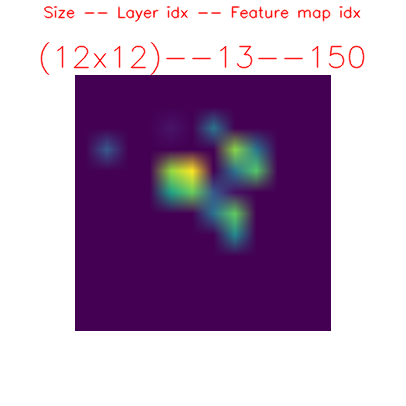 Size -- Layer idx -- Feature map idx
(12x12)--13--150